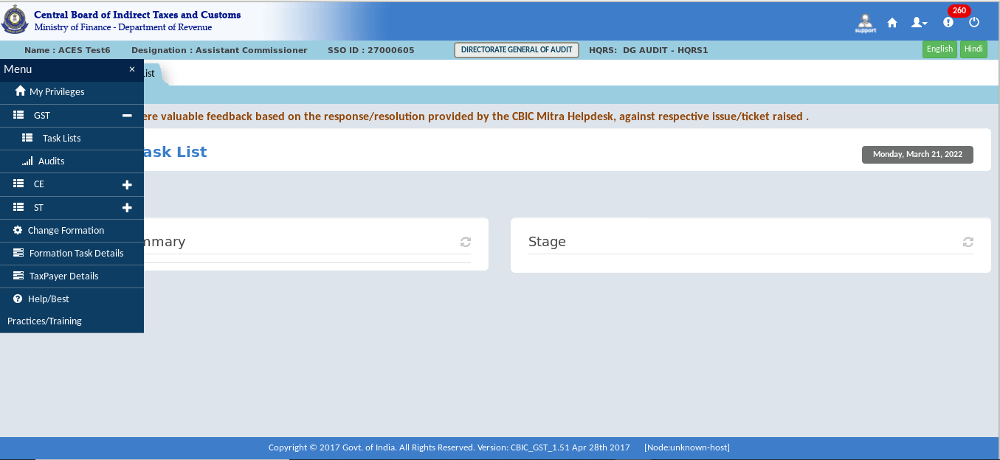 Central Board of Indirect Taxes and Customs
Ministry of Finance - Department of Revenue
support
260
Name : ACES Test6 Designation : Assistant Commissioner SSO ID : 27000605 DIRECTORATE GENERAL OF AUDIT HQRS: DG AUDIT - HQRS1 English Hindi
Menu ×
List
My Privileges
GST
valuable feedback based on the response/resolution provided by the CBIC Mitra Helpdesk, against respective issue/ticket raised .
Task Lists
Task List
Monday, March 21, 2022
Audits
CE
ST
Change Formation
Summary
Stage
Formation Task Details
TaxPayer Details
Help/Best
Practices/Training
Copyright © 2017 Govt. of India. All Rights Reserved. Version: CBIC_GST_1.51 Apr 28th 2017 [Node:unknown-host]